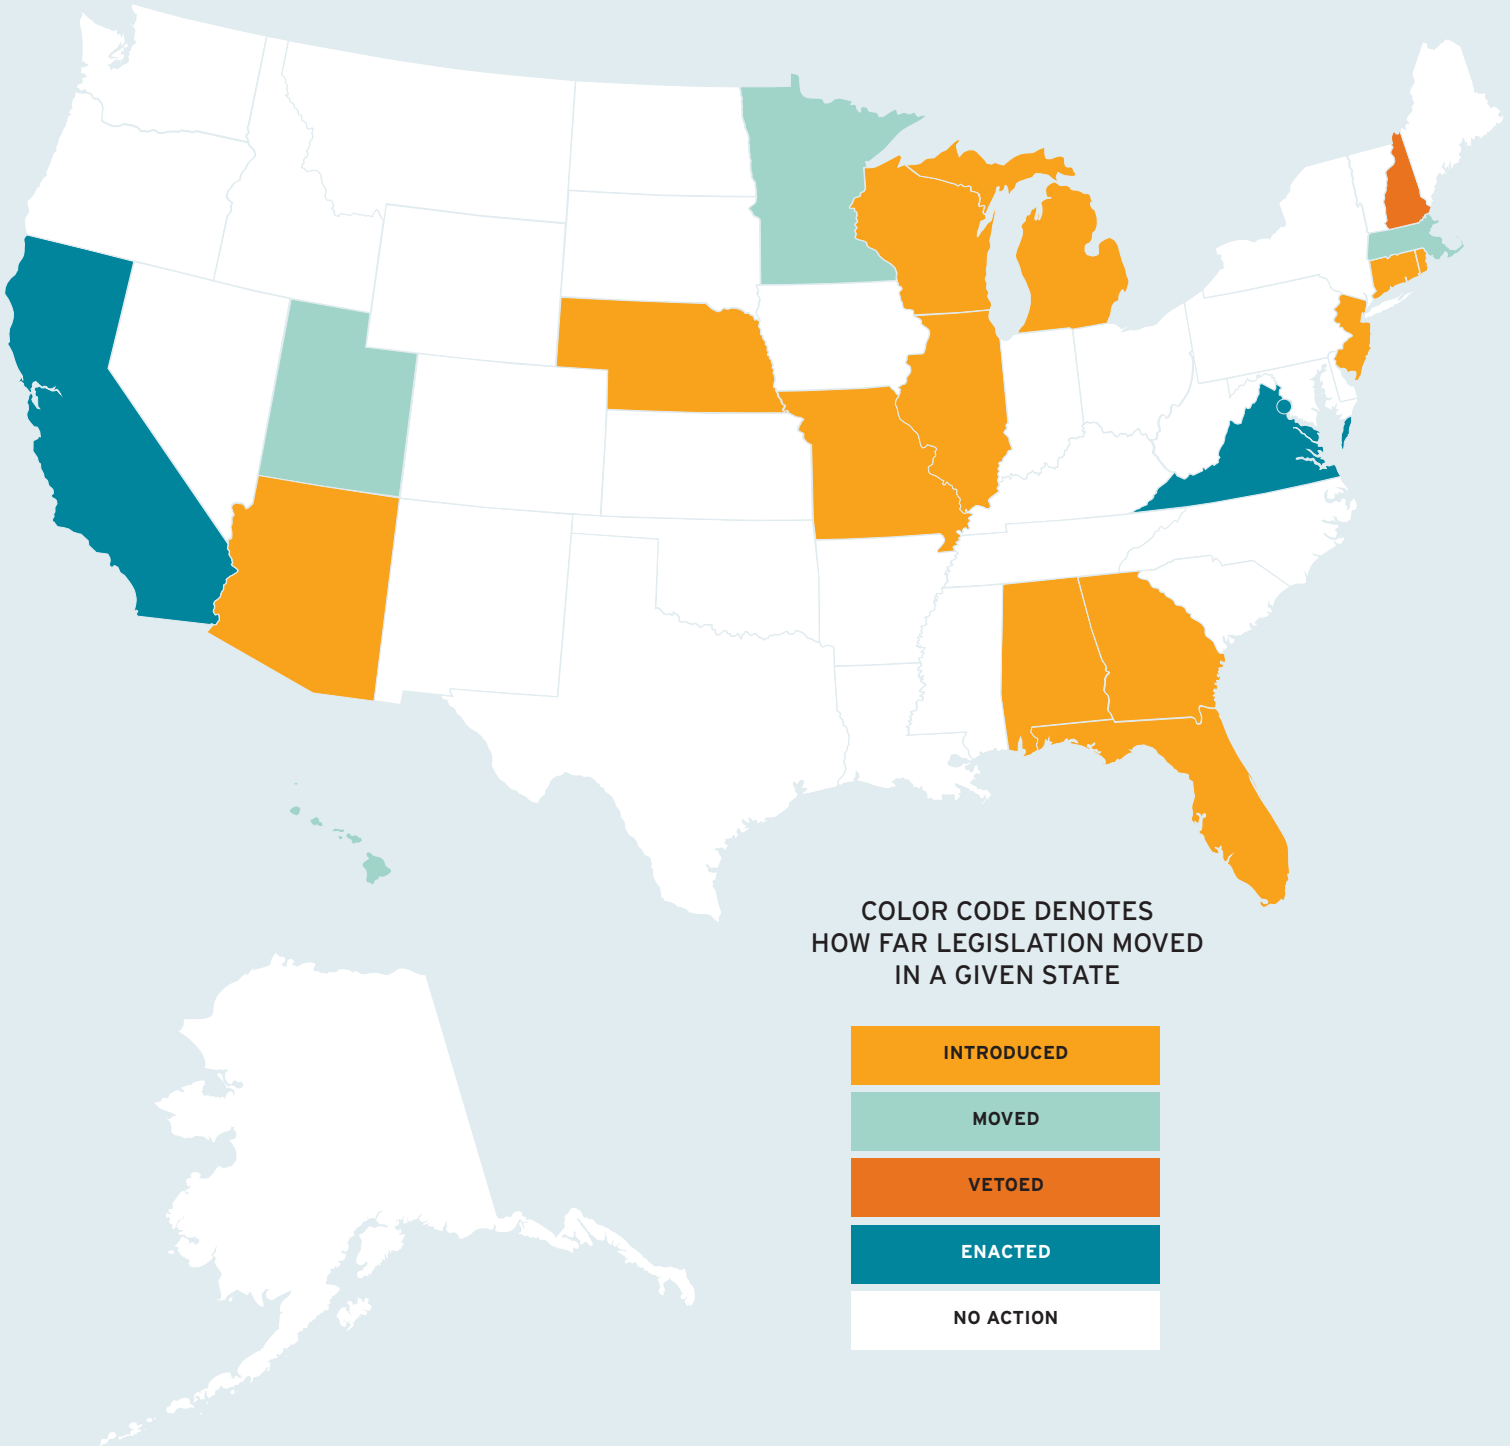 COLOR CODE DENOTES
HOW FAR LEGISLATION MOVED
IN A GIVEN STATE
INTRODUCED
MOVED
VETOED
ENACTED
NO ACTION